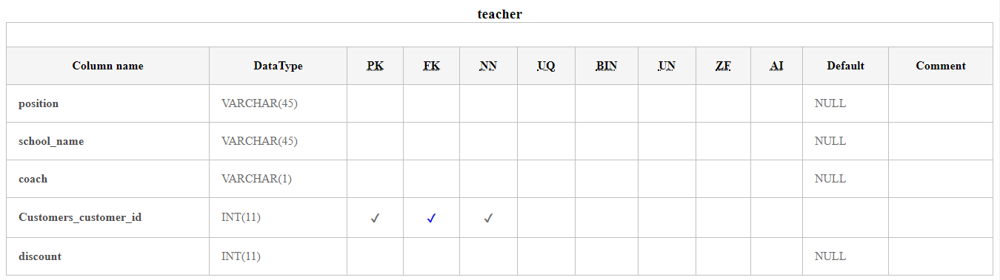 teacher
Column name DataType PK FK NN UQ BIN UN ZF AI Default Comment
position VARCHAR(45) NULL
school_name VARCHAR(45) NULL
coach VARCHAR(1) NULL
Customers_customer_id INT(11) ✓ ✓ ✓
discount INT(11) NULL